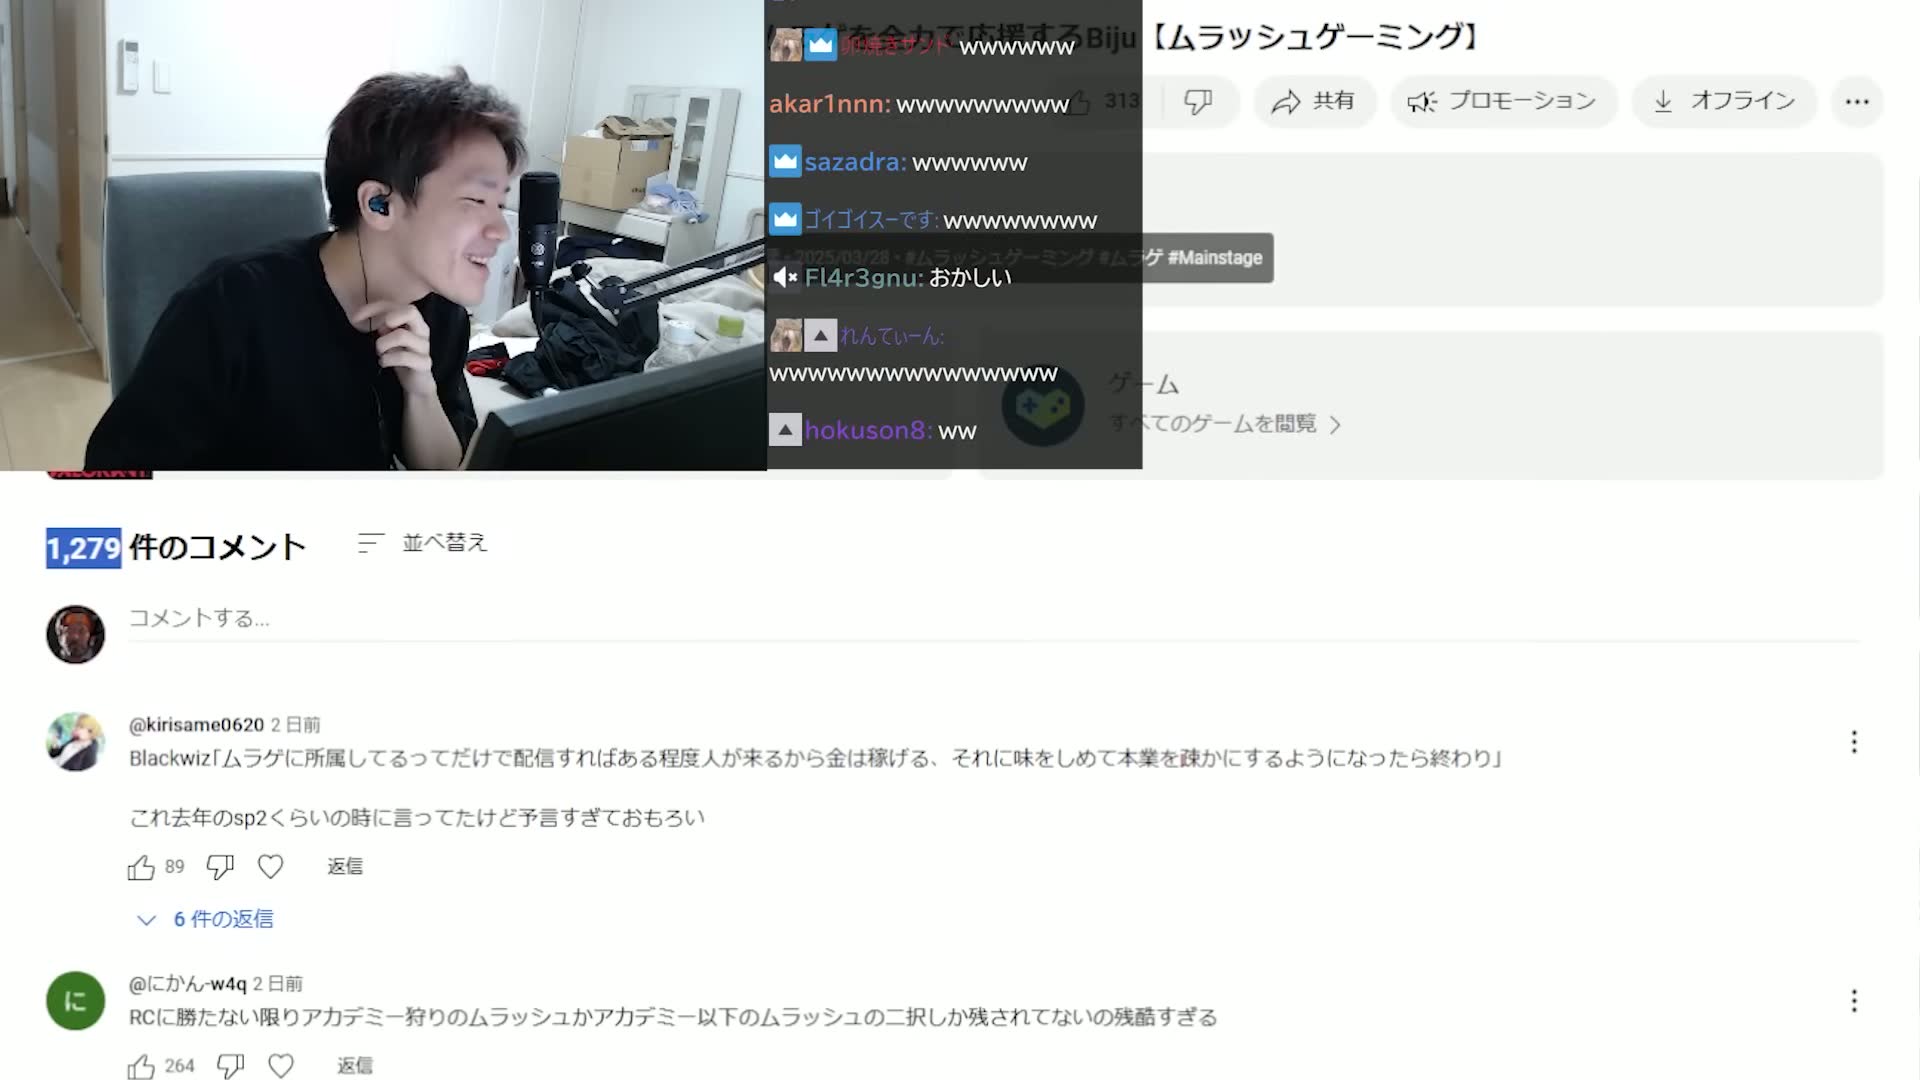 応援するBiju【ムラッシュゲーミング】
卵焼きサンド wwwwww
akar1nnn: wwwwwwwww
sazadra: wwwwww
ゴイゴイスーです: wwwwwwww
Fl4r3gnu: おかしい
れんてぃーん:
wwwwwwwwwwwwwww
hokuson8: ww
313
共有
プロモーション
オフライン
2025/03/28・#ムラッシュゲーミング #ムラゲ #Mainstage
ゲーム
すべてのゲームを閲覧
VALORANT
1,279 件のコメント
並べ替え
コメントする...
@kirisame0620 2 日前
Blackwiz「ムラゲに所属してるってだけで配信すればある程度人が来るから金は稼げる、それに味をしめて本業を疎かにするようになったら終わり」
これ去年のsp2くらいの時に言ってたけど予言すぎておもろい
89
返信
6 件の返信
に
@にかん-w4q 2 日前
RCに勝たない限りアカデミー狩りのムラッシュかアカデミー以下のムラッシュの二択しか残されてないの残酷すぎる
264
返信